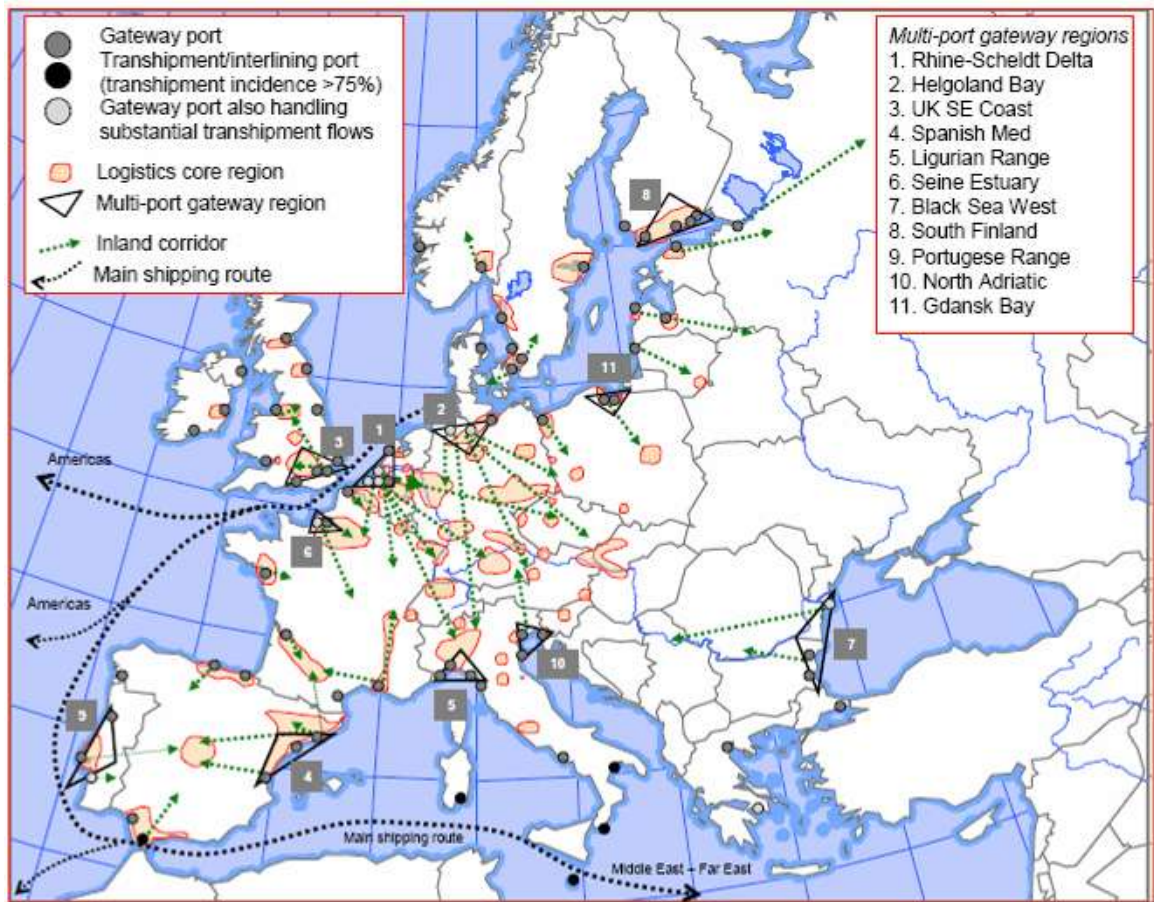 Gateway port
Transhipment/interlining port
(transhipment incidence >75%)
Gateway port also handling
substantial transhipment flows
Logistics core region
Multi-port gateway region
Inland corridor
Main shipping route
Multi-port gateway regions
1. Rhine-Scheldt Delta
2. Helgoland Bay
3. UK SE Coast
4. Spanish Med
5. Ligurian Range
6. Seine Estuary
7. Black Sea West
8. South Finland
9. Portugese Range
10. North Adriatic
11. Gdansk Bay
8
11
2
1
3
Americas
6
Americas
7
10
5
9
4
Main shipping route
Middle East – Far East